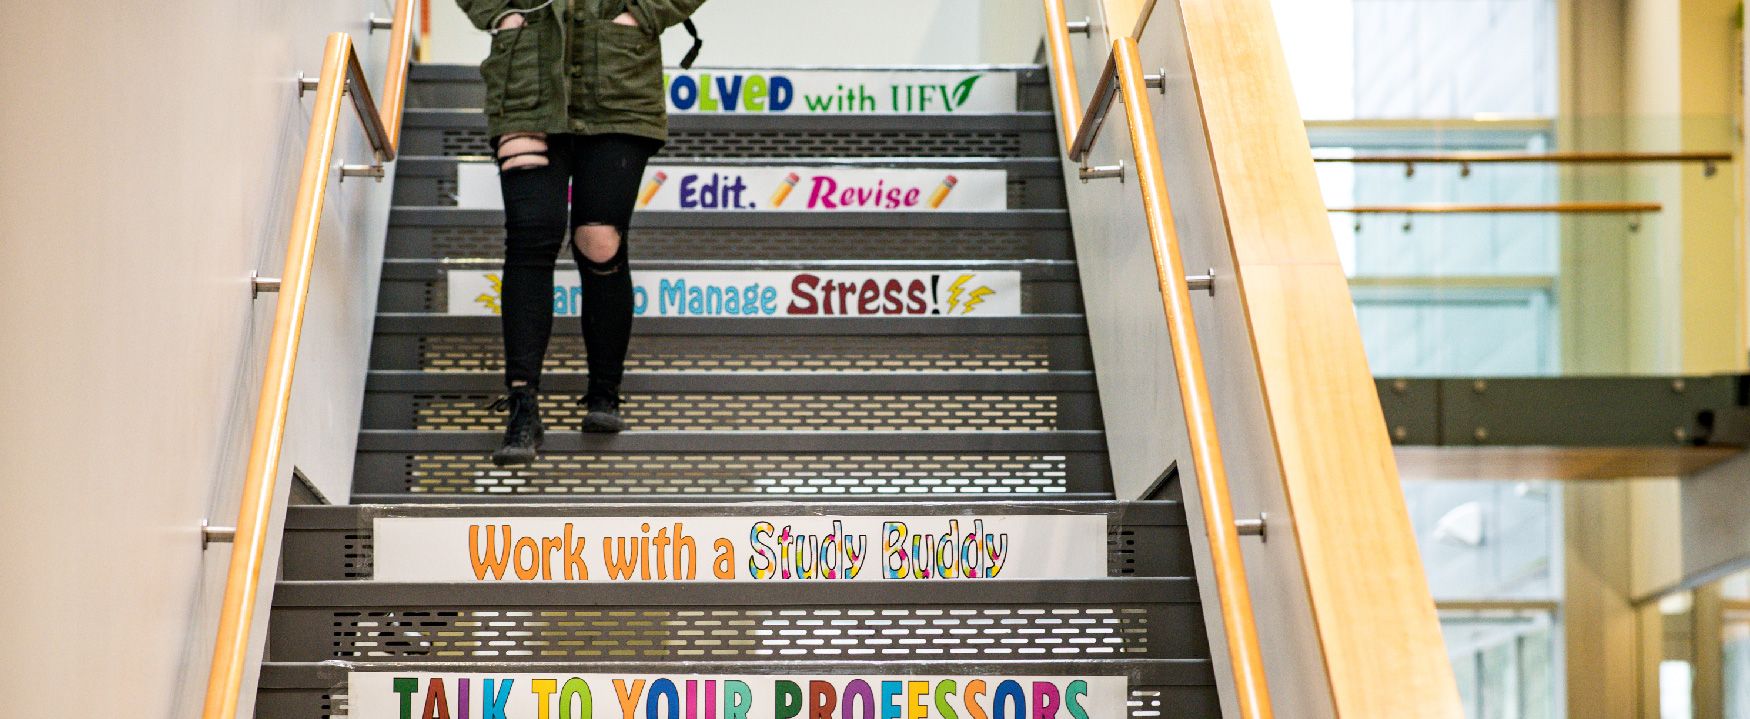 OLVED with UFV
Edit. Revise
Manage Stress!
Work with a Study Buddy
TALK TO YOUR PROFESSORS